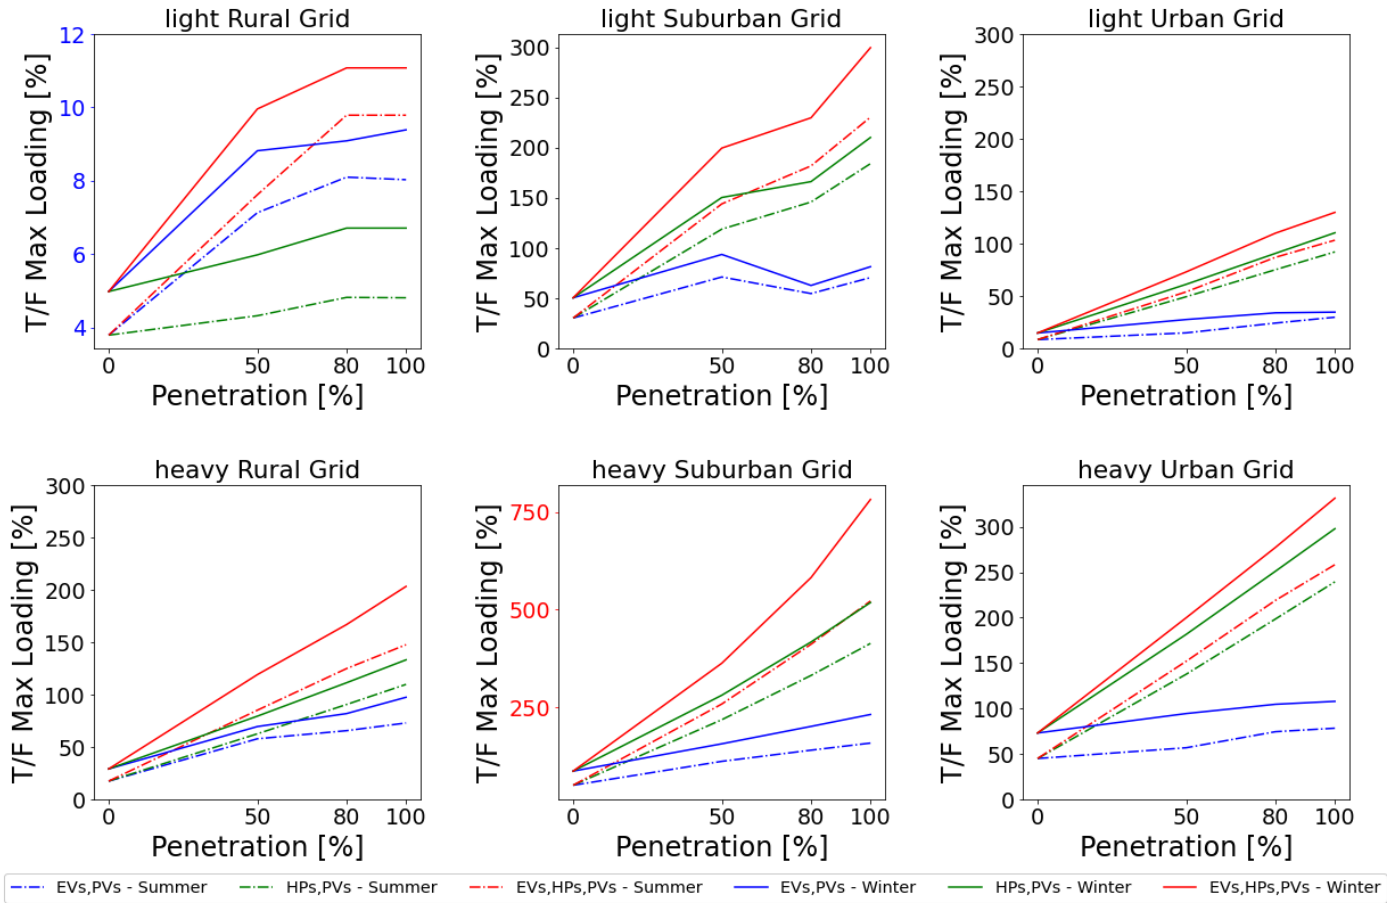 light Rural Grid
T/F Max Loading [%]
12
10
8
6
4
0 50 80 100
Penetration [%]
light Suburban Grid
T/F Max Loading [%]
300
250
200
150
100
50
0
0 50 80 100
Penetration [%]
light Urban Grid
T/F Max Loading [%]
300
250
200
150
100
50
0
0 50 80 100
Penetration [%]
heavy Rural Grid
T/F Max Loading [%]
300
250
200
150
100
50
0
0 50 80 100
Penetration [%]
heavy Suburban Grid
T/F Max Loading [%]
750
500
250
0 50 80 100
Penetration [%]
heavy Urban Grid
T/F Max Loading [%]
300
250
200
150
100
50
0
0 50 80 100
Penetration [%]
EVs,PVs - Summer HPs,PVs - Summer EVs,HPs,PVs - Summer EVs,PVs - Winter HPs,PVs - Winter EVs,HPs,PVs - Winter